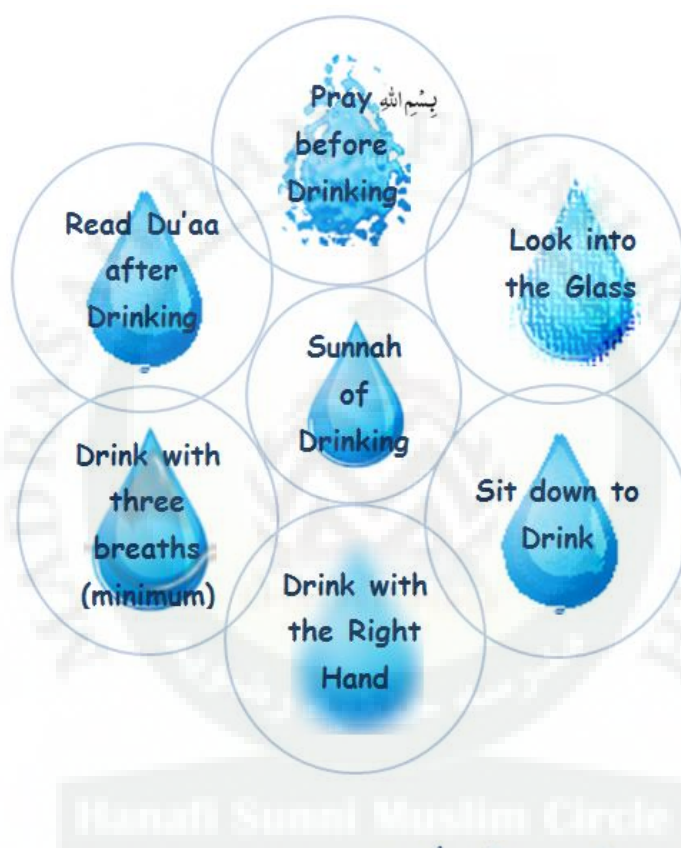 Pray بِسْمِ اللهِ
before
Drinking
Look into
the Glass
Sit down to
Drink
Drink with
the Right
Hand
Drink with
three
breaths
(minimum)
Read Du'aa
after
Drinking
Sunnah
of
Drinking
Hanafi Sunni Muslim Circle